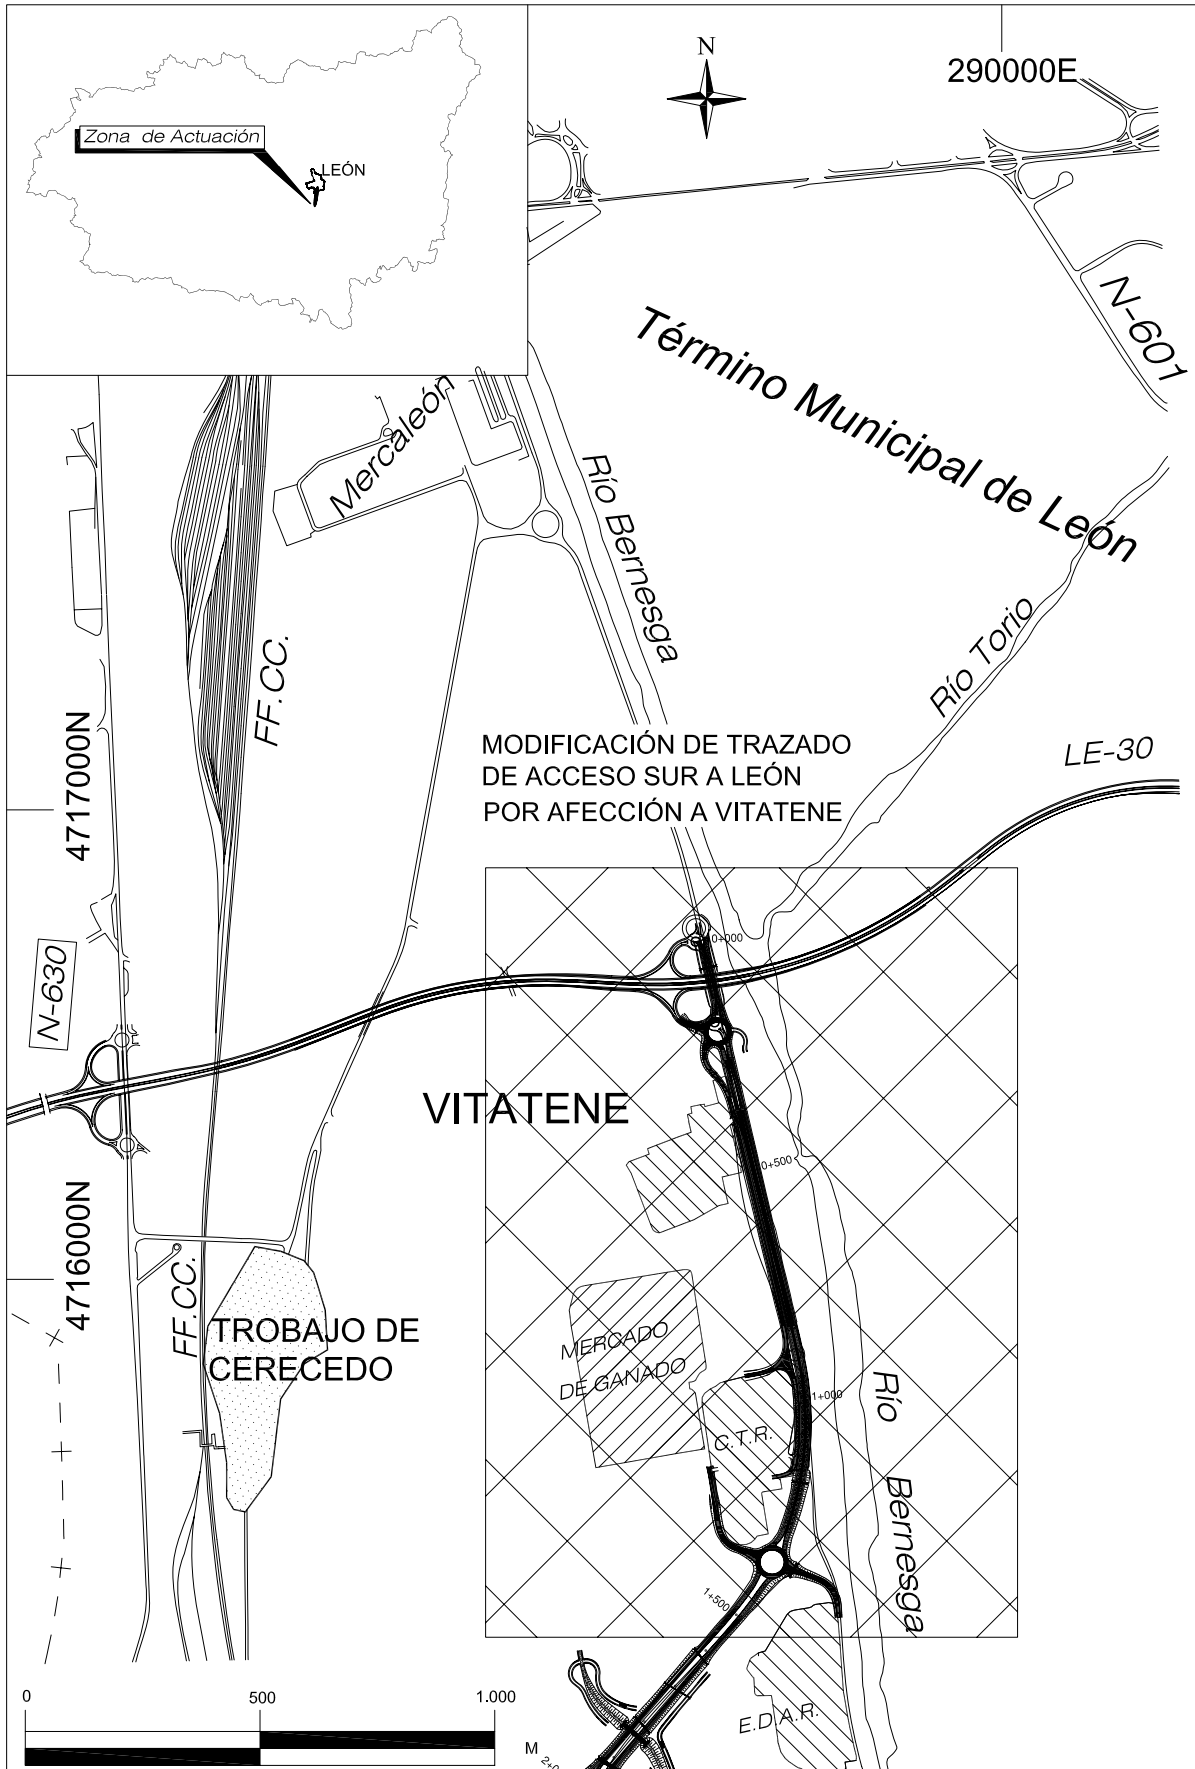 Zona de Actuación
LEÓN
N
290000E
N-601
Término Municipal de León
Mercaleón
Río Bernesga
Río Torio
FF.CC.
4717000N
MODIFICACIÓN DE TRAZADO
DE ACCESO SUR A LEÓN
POR AFECCIÓN A VITATENE
LE-30
0+000
N-630
VITATENE
0+500
4716000N
FF.CC.
TROBAJO DE
CERECEDO
MERCADO
DE GANADO
1+000
Río
Bernesga
C.T.R.
1+500
E.D.A.R.
0
500
1.000
M